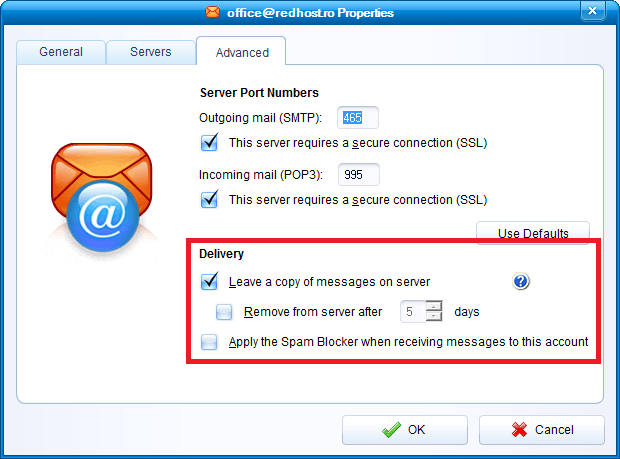 office@redhost.ro Properties
General
Servers
Advanced
Server Port Numbers
Outgoing mail (SMTP): 465
This server requires a secure connection (SSL)
Incoming mail (POP3): 995
This server requires a secure connection (SSL)
Use Defaults
Delivery
Leave a copy of messages on server ?
Remove from server after 5 days
Apply the Spam Blocker when receiving messages to this account
OK
Cancel